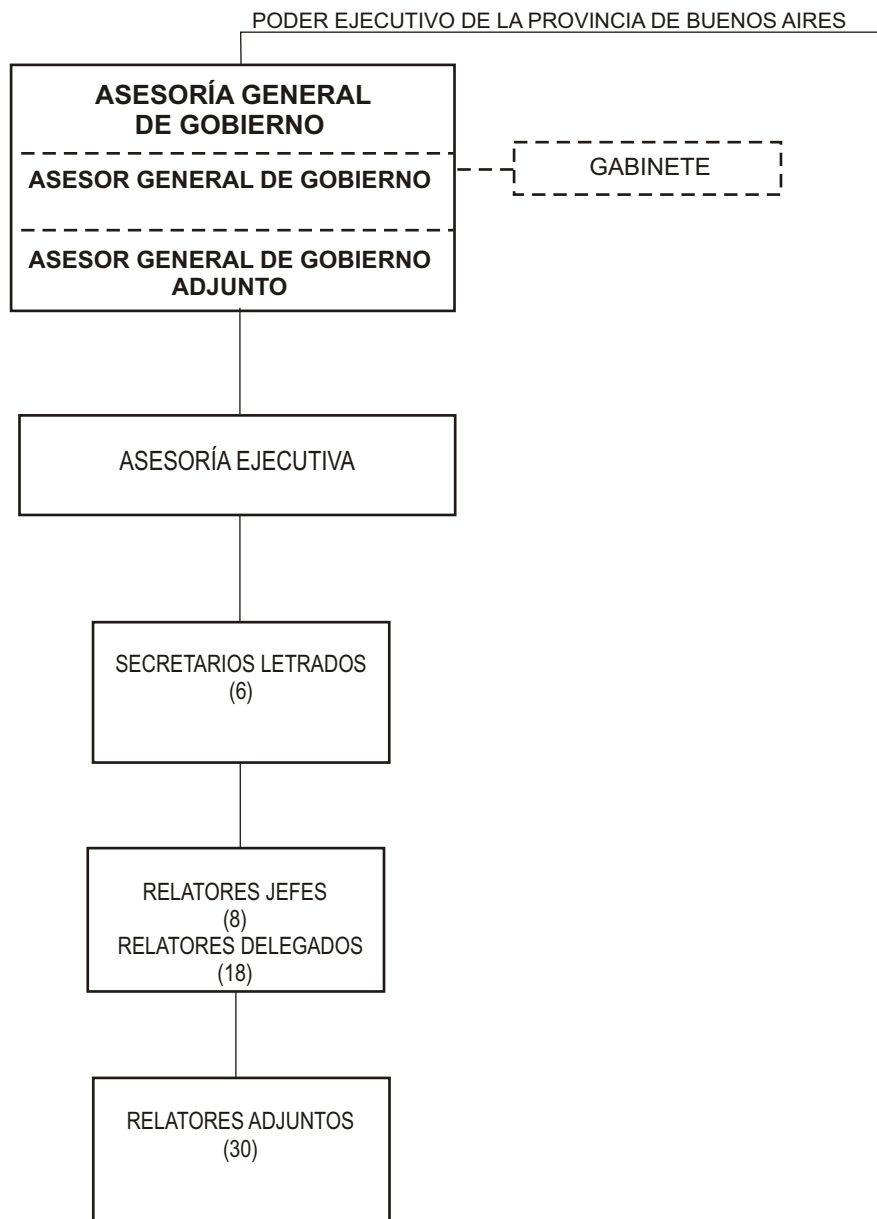 PODER EJECUTIVO DE LA PROVINCIA DE BUENOS AIRES
ASESORÍA GENERAL
DE GOBIERNO
ASESOR GENERAL DE GOBIERNO
GABINETE
ASESOR GENERAL DE GOBIERNO
ADJUNTO
ASESORÍA EJECUTIVA
SECRETARIOS LETRADOS
(6)
RELATORES JEFES
(8)
RELATORES DELEGADOS
(18)
RELATORES ADJUNTOS
(30)